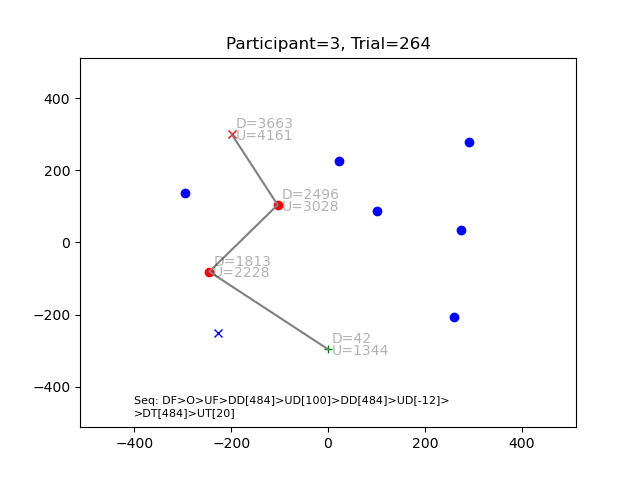 Participant=3, Trial=264
400
200
0
−200
−400
D=3663
U=4161
D=2496
U=3028
D=1813
U=2228
D=42
U=1344
Seq: DF>O>UF>DD[484]>UD[100]>DD[484]>UD[-12]>
>DT[484]>UT[20]
−400 −200 0 200 400